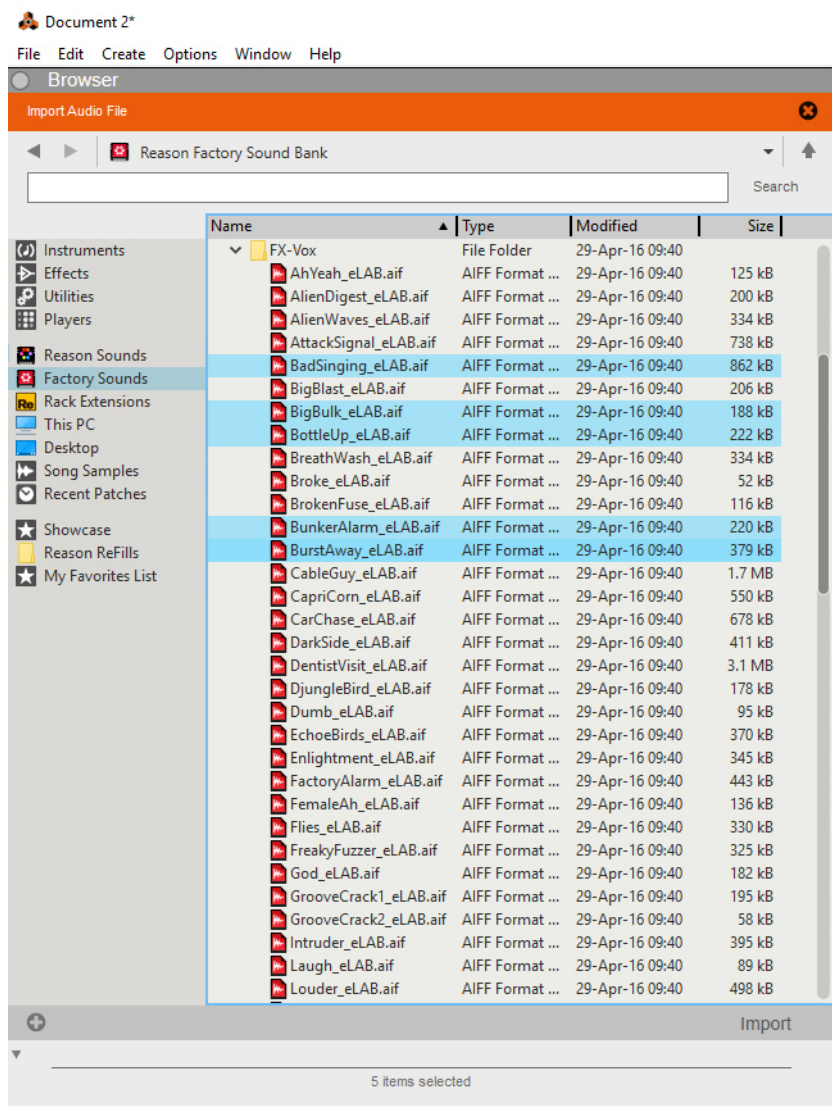 Document 2*
File Edit Create Options Window Help
Browser
Import Audio File
Reason Factory Sound Bank
Search
Name Type Modified Size
Instruments
Effects
Utilities
Players
Reason Sounds
Factory Sounds
Re Rack Extensions
This PC
Desktop
Song Samples
Recent Patches
Showcase
Reason ReFills
My Favorites List
FX-Vox File Folder 29-Apr-16 09:40
AhYeah_eLAB.aif AIFF Format ... 29-Apr-16 09:40 125 kB
AlienDigest_eLAB.aif AIFF Format ... 29-Apr-16 09:40 200 kB
AlienWaves_eLAB.aif AIFF Format ... 29-Apr-16 09:40 334 kB
AttackSignal_eLAB.aif AIFF Format ... 29-Apr-16 09:40 738 kB
BadSinging_eLAB.aif AIFF Format ... 29-Apr-16 09:40 862 kB
BigBlast_eLAB.aif AIFF Format ... 29-Apr-16 09:40 206 kB
BigBulk_eLAB.aif AIFF Format ... 29-Apr-16 09:40 188 kB
BottleUp_eLAB.aif AIFF Format ... 29-Apr-16 09:40 222 kB
BreathWash_eLAB.aif AIFF Format ... 29-Apr-16 09:40 334 kB
Broke_eLAB.aif AIFF Format ... 29-Apr-16 09:40 52 kB
BrokenFuse_eLAB.aif AIFF Format ... 29-Apr-16 09:40 116 kB
BunkerAlarm_eLAB.aif AIFF Format ... 29-Apr-16 09:40 220 kB
BurstAway_eLAB.aif AIFF Format ... 29-Apr-16 09:40 379 kB
CableGuy_eLAB.aif AIFF Format ... 29-Apr-16 09:40 1.7 MB
CapriCorn_eLAB.aif AIFF Format ... 29-Apr-16 09:40 550 kB
CarChase_eLAB.aif AIFF Format ... 29-Apr-16 09:40 678 kB
DarkSide_eLAB.aif AIFF Format ... 29-Apr-16 09:40 411 kB
DentistVisit_eLAB.aif AIFF Format ... 29-Apr-16 09:40 3.1 MB
DjungleBird_eLAB.aif AIFF Format ... 29-Apr-16 09:40 178 kB
Dumb_eLAB.aif AIFF Format ... 29-Apr-16 09:40 95 kB
EchoeBirds_eLAB.aif AIFF Format ... 29-Apr-16 09:40 370 kB
Enlightment_eLAB.aif AIFF Format ... 29-Apr-16 09:40 345 kB
FactoryAlarm_eLAB.aif AIFF Format ... 29-Apr-16 09:40 443 kB
FemaleAh_eLAB.aif AIFF Format ... 29-Apr-16 09:40 136 kB
Flies_eLAB.aif AIFF Format ... 29-Apr-16 09:40 330 kB
FreakyFuzzer_eLAB.aif AIFF Format ... 29-Apr-16 09:40 325 kB
God_eLAB.aif AIFF Format ... 29-Apr-16 09:40 182 kB
GrooveCrack1_eLAB.aif AIFF Format ... 29-Apr-16 09:40 195 kB
GrooveCrack2_eLAB.aif AIFF Format ... 29-Apr-16 09:40 58 kB
Intruder_eLAB.aif AIFF Format ... 29-Apr-16 09:40 395 kB
Laugh_eLAB.aif AIFF Format ... 29-Apr-16 09:40 89 kB
Louder_eLAB.aif AIFF Format ... 29-Apr-16 09:40 498 kB
Import
5 items selected